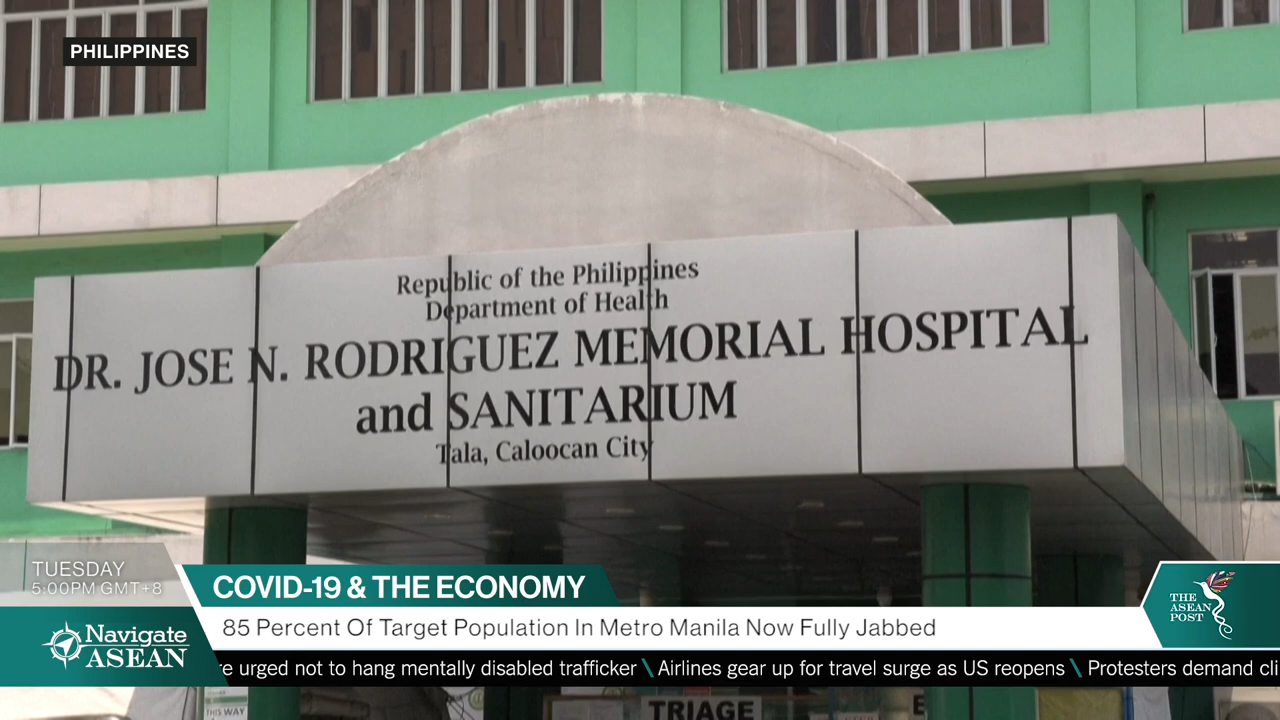 PHILIPPINES
Republic of the Philippines
Department of Health
DR. JOSE N. RODRIGUEZ MEMORIAL HOSPITAL
and SANITARIUM
Tala, Caloocan City
TUESDAY
5:00PM GMT+8
COVID-19 & THE ECONOMY
85 Percent Of Target Population In Metro Manila Now Fully Jabbed
THE
ASEAN
POST
Navigate
ASEAN
e urged not to hang mentally disabled trafficker \ Airlines gear up for travel surge as US reopens \ Protesters demand cli
THIS WAY
TRIAGE